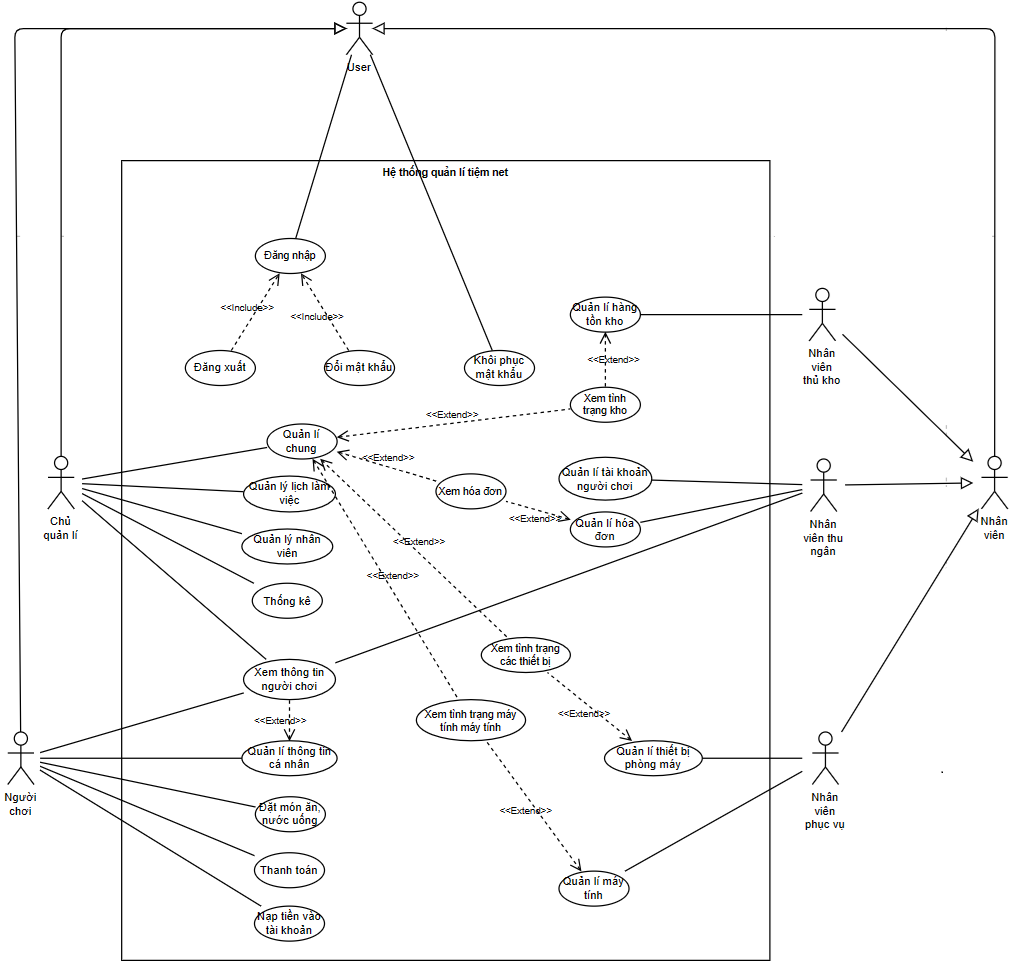 User
Hệ thống quản lí tiệm net
Đăng nhập
<<Include>>
<<Include>>
Đăng xuất
Đổi mật khẩu
Khôi phục
mật khẩu
Quản lí hàng
tồn kho
<<Extend>>
Xem tình
trạng kho
Nhân
viên
thủ kho
<<Extend>>
Quản lí
chung
<<Extend>>
Chủ
quản lí
Quản lý lịch làm
việc
Xem hóa đơn
Quản lí tài khoản
người chơi
<<Extend>>
Quản lí hóa
đơn
Nhân
viên thu
ngân
Nhân
viên
Quản lý nhân
viên
<<Extend>>
<<Extend>>
Thống kê
Xem thông tin
người chơi
Xem tình trạng
các thiết bị
<<Extend>>
Xem tình trạng máy
tính máy tính
<<Extend>>
Quản lí thông tin
cá nhân
Quản lí thiết bị
phòng máy
Người
chơi
Nhân
viên
phục vụ
Đặt món ăn,
nước uống
<<Extend>>
Thanh toán
Quản lí máy
tính
Nạp tiền vào
tài khoản